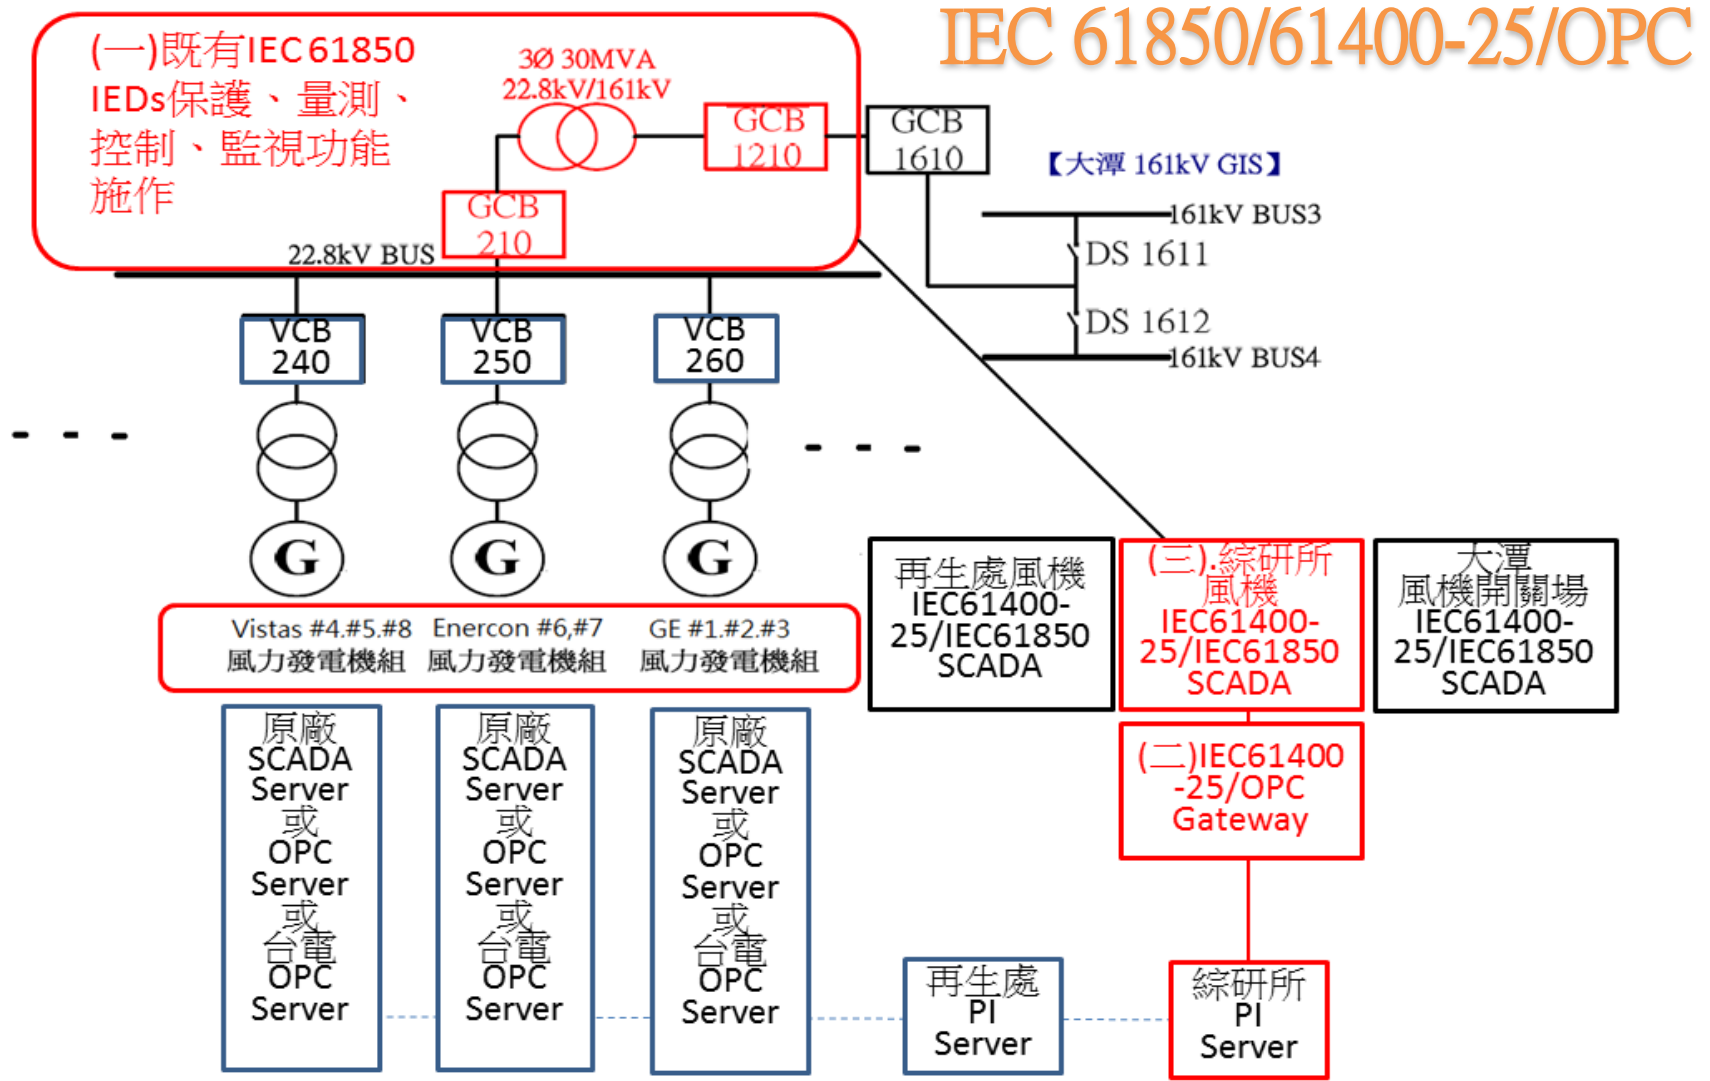 IEC 61850/61400-25/OPC
(一)既有IEC 61850
IEDs保護、量測、
控制、監視功能
施作
3Ø 30MVA
22.8kV/161kV
GCB
1210
GCB
1610
【大潭 161kV GIS】
GCB
210
161kV BUS3
DS 1611
22.8kV BUS
DS 1612
161kV BUS4
VCB
240
VCB
250
VCB
260
G
G
G
Vistas #4.#5.#8
風力發電機組
Enercon #6,#7
風力發電機組
GE #1.#2.#3
風力發電機組
再生處風機
IEC61400-
25/IEC61850
SCADA
(三).綜研所
風機
IEC61400-
25/IEC61850
SCADA
大潭
風機開關場
IEC61400-
25/IEC61850
SCADA
原廠
SCADA
Server
或
OPC
Server
或
台電
OPC
Server
原廠
SCADA
Server
或
OPC
Server
或
台電
OPC
Server
原廠
SCADA
Server
或
OPC
Server
或
台電
OPC
Server
(二)IEC61400
-25/OPC
Gateway
再生處
PI
Server
綜研所
PI
Server